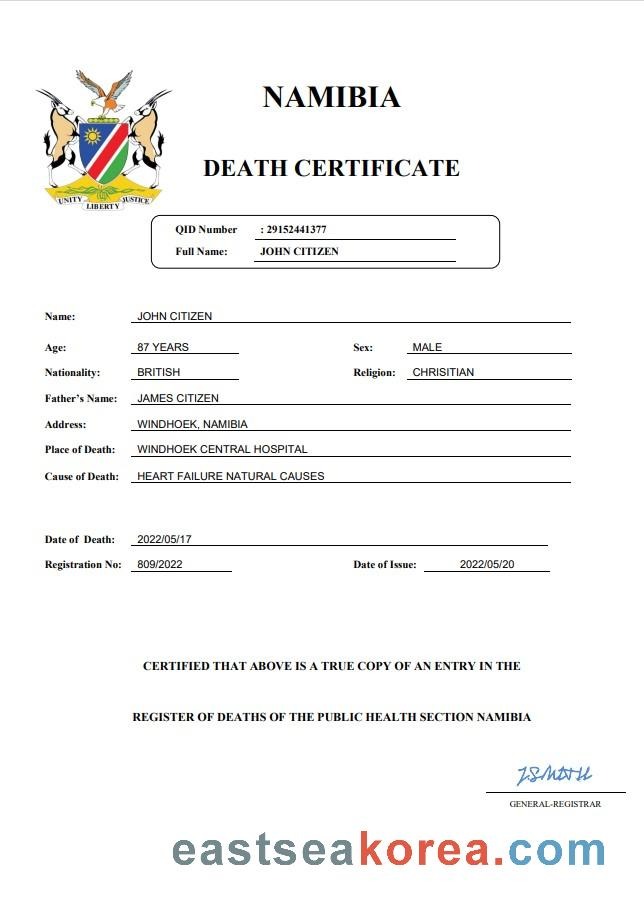 NAMIBIA
DEATH CERTIFICATE
UNITY LIBERTY JUSTICE
QID Number : 29152441377
Full Name: JOHN CITIZEN
Name: JOHN CITIZEN
Age: 87 YEARS Sex: MALE
Nationality: BRITISH Religion: CHRISITIAN
Father's Name: JAMES CITIZEN
Address: WINDHOEK, NAMIBIA
Place of Death: WINDHOEK CENTRAL HOSPITAL
Cause of Death: HEART FAILURE NATURAL CAUSES
Date of Death: 2022/05/17
Registration No: 809/2022 Date of Issue: 2022/05/20
CERTIFIED THAT ABOVE IS A TRUE COPY OF AN ENTRY IN THE
REGISTER OF DEATHS OF THE PUBLIC HEALTH SECTION NAMIBIA
GENERAL-REGISTRAR
eastseakorea.com